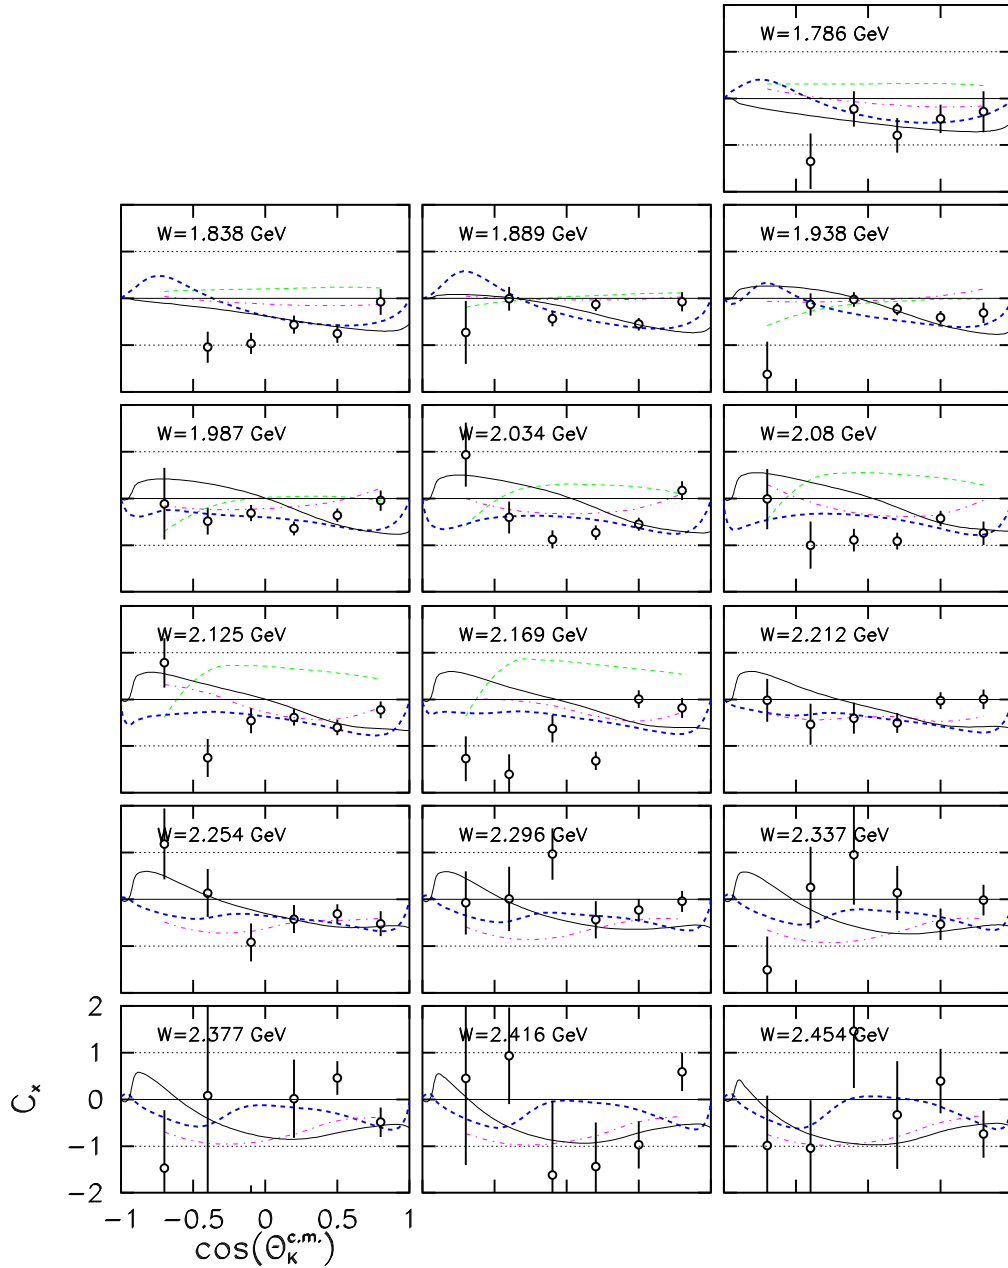 W=1.786 GeV
W=1.838 GeV
W=1.889 GeV
W=1.938 GeV
W=1.987 GeV
W=2.034 GeV
W=2.08 GeV
W=2.125 GeV
W=2.169 GeV
W=2.212 GeV
W=2.254 GeV
W=2.296 GeV
W=2.337 GeV
W=2.377 GeV
W=2.416 GeV
W=2.454 GeV
2
1
0
−1
−2
C_x
−1 −0.5 0 0.5 1
cos(Θ_K^{c.m.})